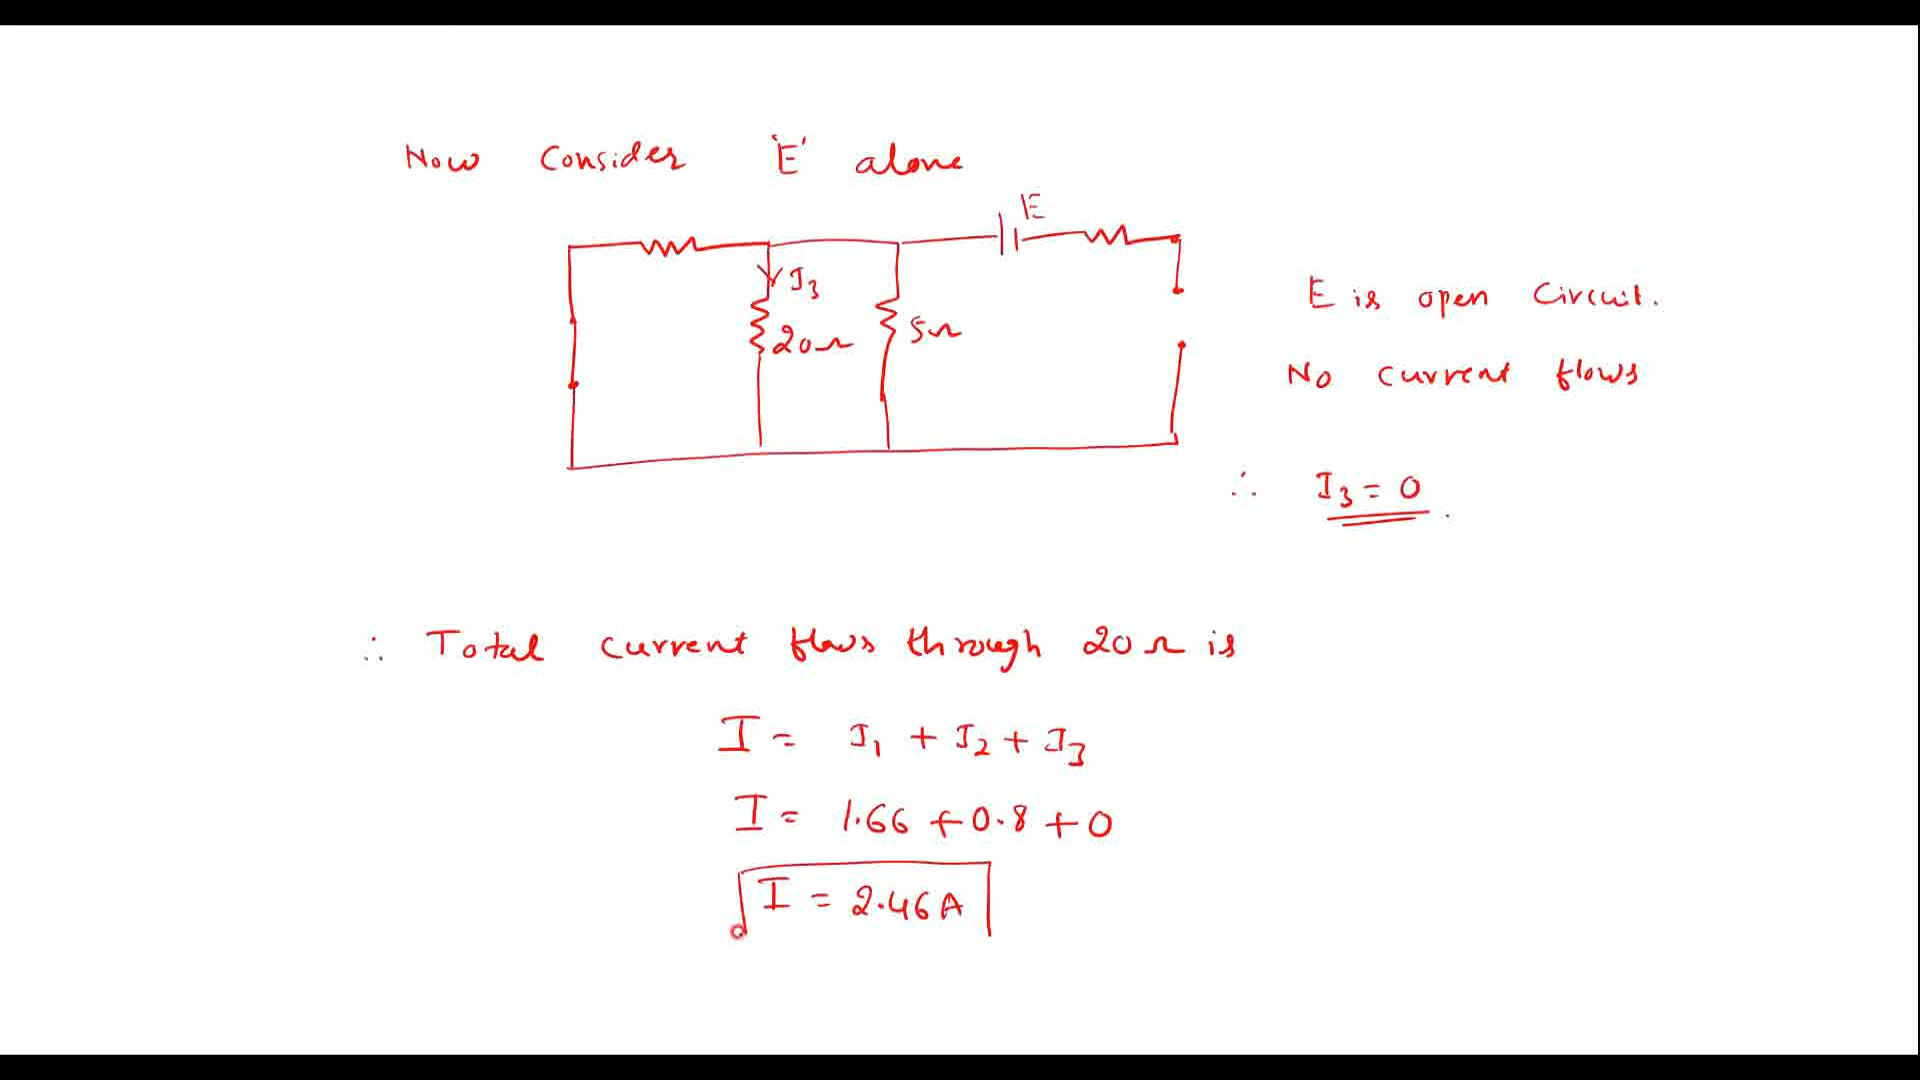 Now Consider 'E' alone
E
I3
20Ω
5Ω
E is open Circuit.
No current flows
∴ I3 = 0.
∴ Total current flows through 20Ω is
I = I1 + I2 + I3
I = 1.66 + 0.8 + 0
I = 2.46A